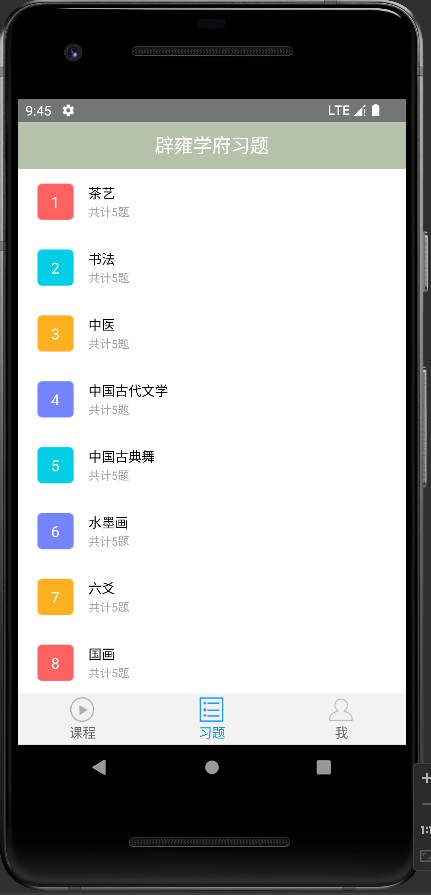 9:45 LTE
辟雍学府习题
1 茶艺
共计5题
2 书法
共计5题
3 中医
共计5题
4 中国古代文学
共计5题
5 中国古典舞
共计5题
6 水墨画
共计5题
7 六爻
共计5题
8 国画
共计5题
课程 习题 我